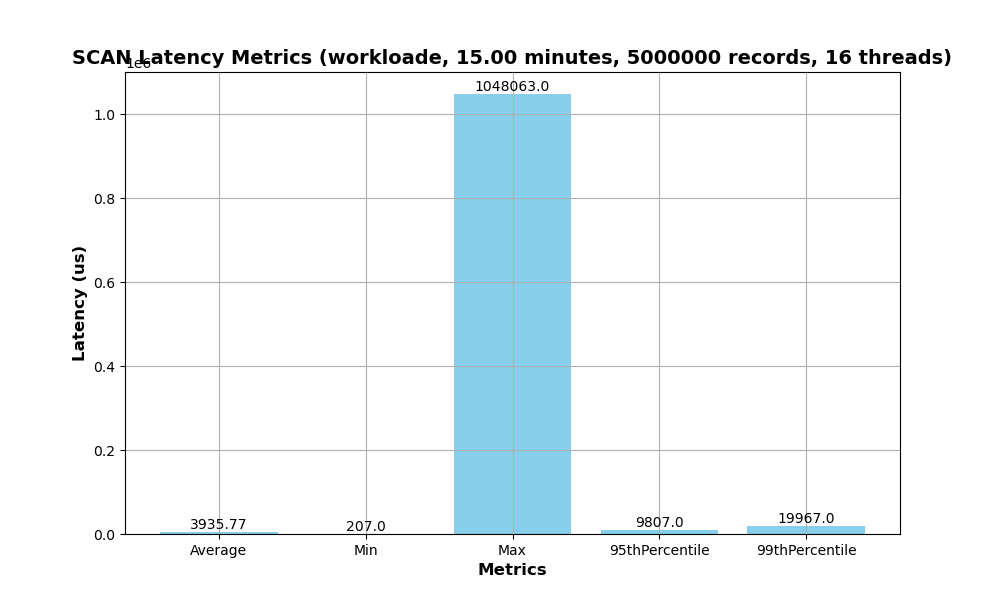 SCAN Latency Metrics (workloade, 15.00 minutes, 5000000 records, 16 threads)
1e6
1048063.0
1.0
0.8
0.6
0.4
0.2
0.0
Latency (us)
3935.77
207.0
9807.0
19967.0
Average Min Max 95thPercentile 99thPercentile
Metrics